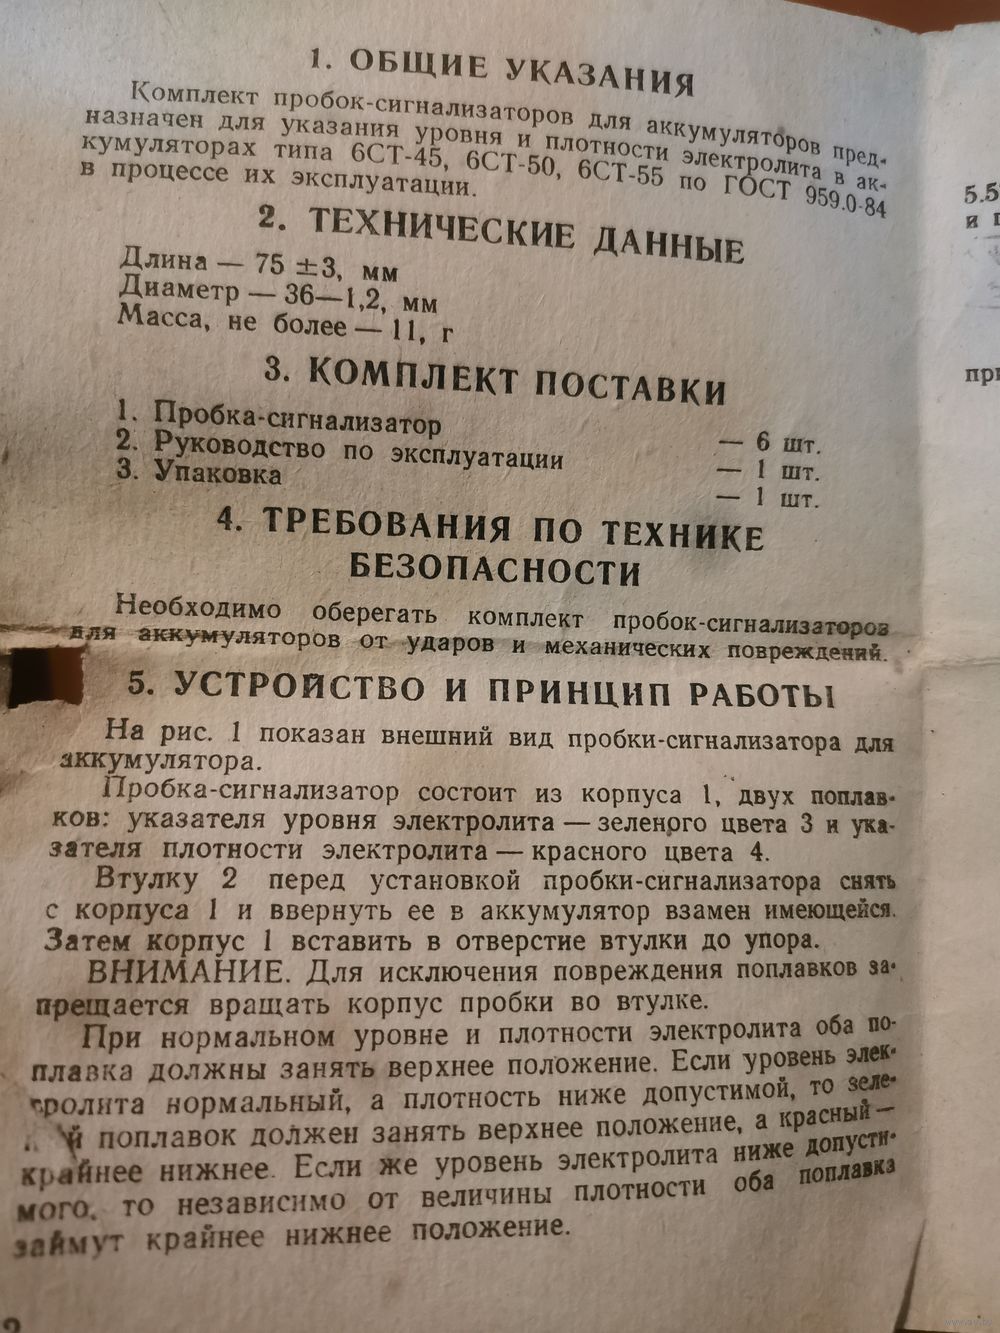 1. ОБЩИЕ УКАЗАНИЯ
Комплект пробок-сигнализаторов для аккумуляторов пред-
назначен для указания уровня и плотности электролита в ак-
кумуляторах типа 6СТ-45, 6СТ-50, 6СТ-55 по ГОСТ 959.0-84
в процессе их эксплуатации.
2. ТЕХНИЧЕСКИЕ ДАННЫЕ
Длина — 75 ±3, мм
Диаметр — 36—1,2, мм
Масса, не более — 11, г
3. КОМПЛЕКТ ПОСТАВКИ
1. Пробка-сигнализатор — 6 шт.
2. Руководство по эксплуатации — 1 шт.
3. Упаковка — 1 шт.
4. ТРЕБОВАНИЯ ПО ТЕХНИКЕ
БЕЗОПАСНОСТИ
Необходимо оберегать комплект пробок-сигнализаторов
для аккумуляторов от ударов и механических повреждений.
5. УСТРОЙСТВО И ПРИНЦИП РАБОТЫ
На рис. 1 показан внешний вид пробки-сигнализатора для
аккумулятора.
Пробка-сигнализатор состоит из корпуса 1, двух поплав-
ков: указателя уровня электролита — зеленого цвета 3 и ука-
зателя плотности электролита — красного цвета 4.
Втулку 2 перед установкой пробки-сигнализатора снять
с корпуса 1 и ввернуть ее в аккумулятор взамен имеющейся.
Затем корпус 1 вставить в отверстие втулки до упора.
ВНИМАНИЕ. Для исключения повреждения поплавков за-
прещается вращать корпус пробки во втулке.
При нормальном уровне и плотности электролита оба по-
плавка должны занять верхнее положение. Если уровень элек-
тролита нормальный, а плотность ниже допустимой, то зеле-
й поплавок должен занять верхнее положение, а красный —
крайнее нижнее. Если же уровень электролита ниже допусти-
мого, то независимо от величины плотности оба поплавка
займут крайнее нижнее положение.
2
5.5
и